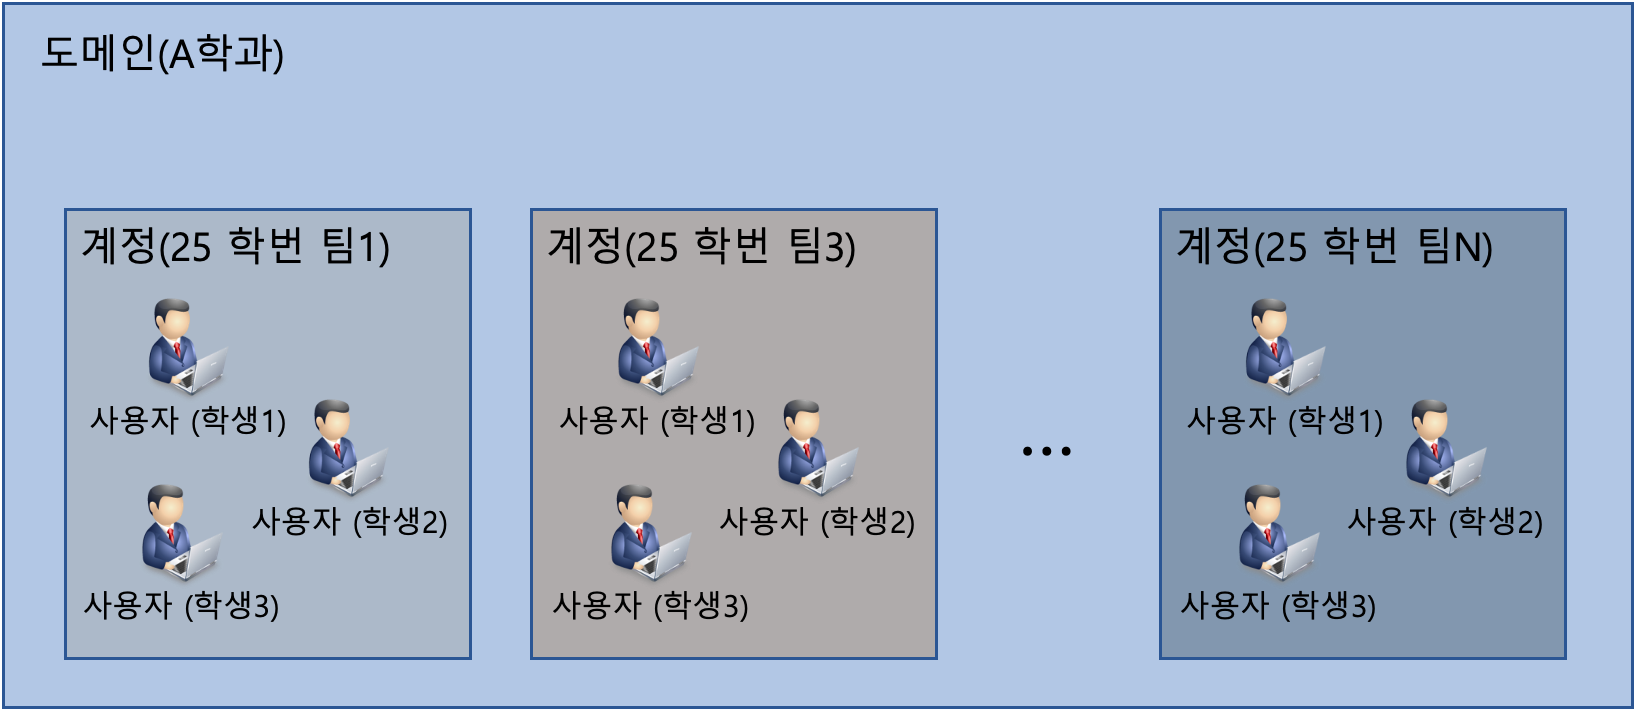 도메인(A학과)
계정(25 학번 팀1)
사용자 (학생1)
사용자 (학생2)
사용자 (학생3)
계정(25 학번 팀3)
사용자 (학생1)
사용자 (학생2)
사용자 (학생3)
...
계정(25 학번 팀N)
사용자 (학생1)
사용자 (학생2)
사용자 (학생3)